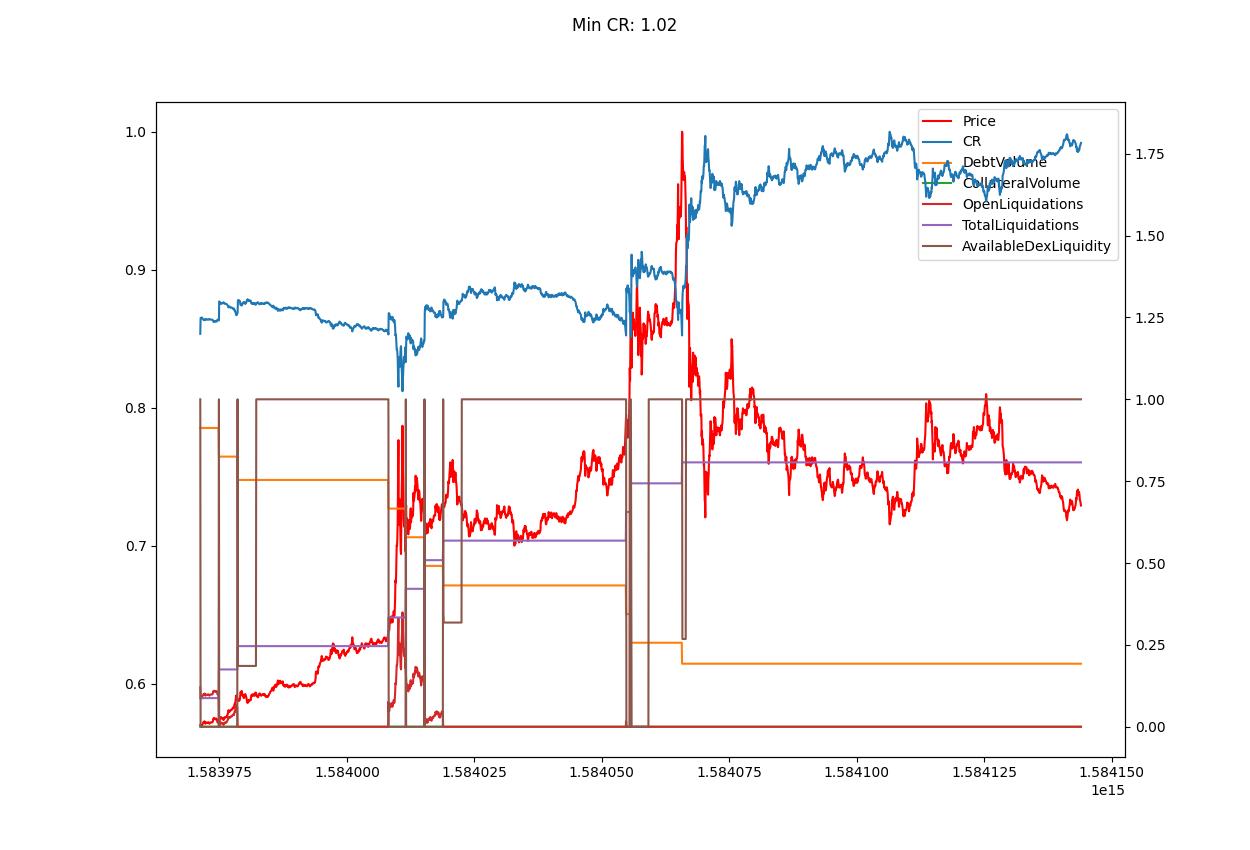 Min CR: 1.02
1.0
0.9
0.8
0.7
0.6
Price
CR
DebtVolume
CollateralVolume
OpenLiquidations
TotalLiquidations
AvailableDexLiquidity
1.75
1.50
1.25
1.00
0.75
0.50
0.25
0.00
1.583975 1.584000 1.584025 1.584050 1.584075 1.584100 1.584125 1.584150
1e15